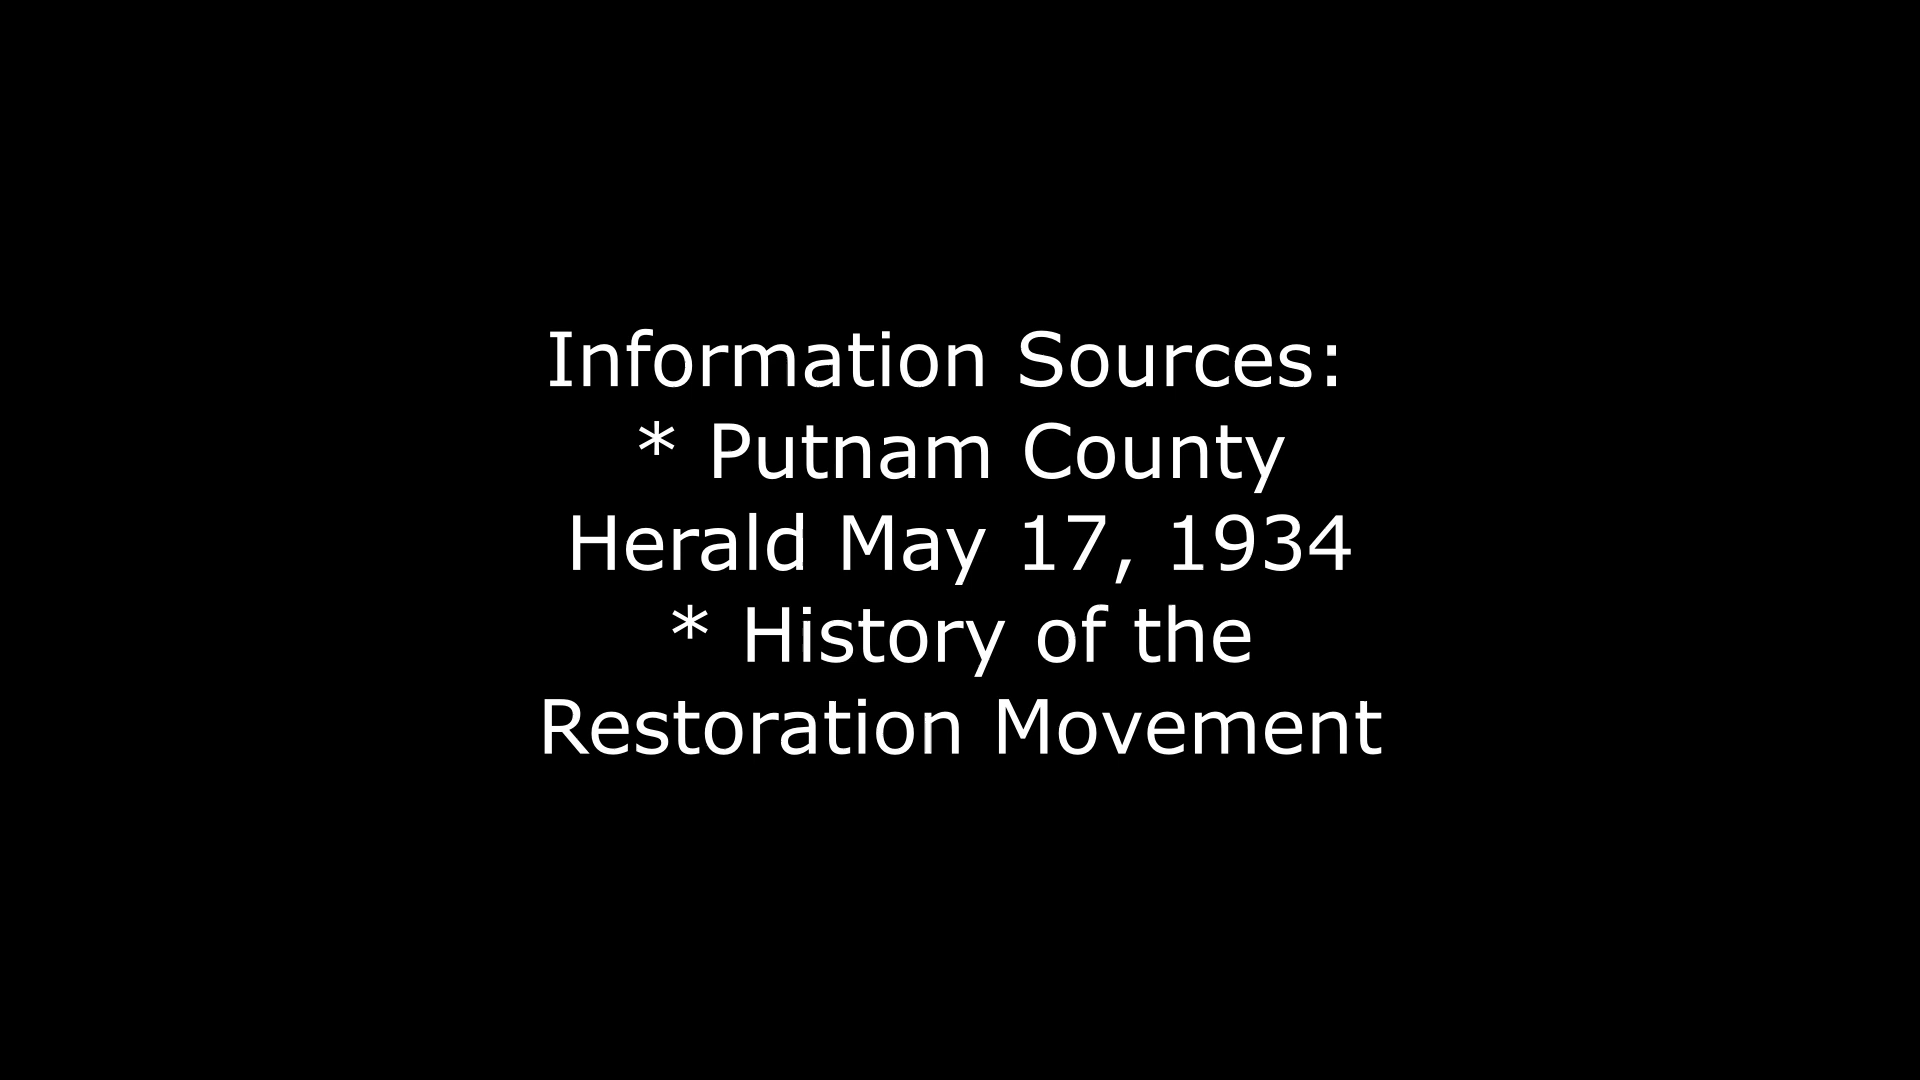 Information Sources:
* Putnam County
Herald May 17, 1934
* History of the
Restoration Movement